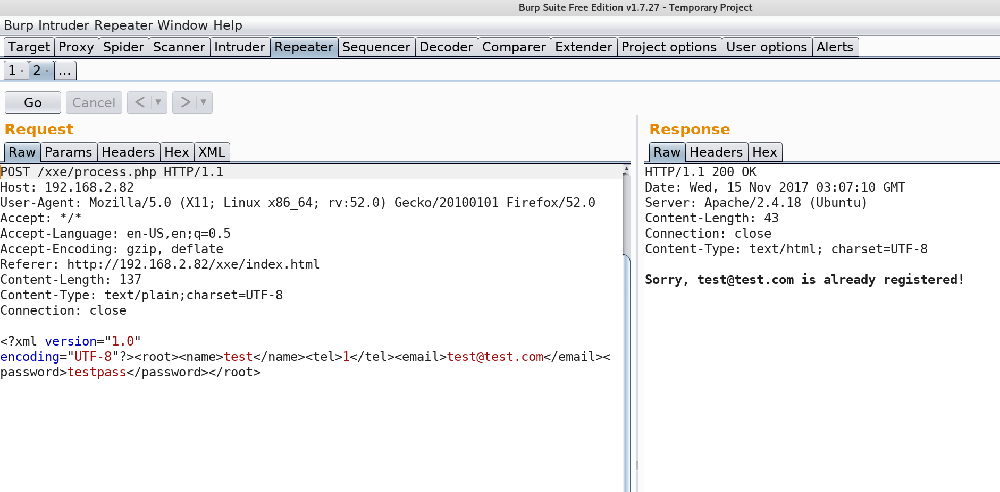 Burp Suite Free Edition v1.7.27 - Temporary Project
Burp Intruder Repeater Window Help
Target Proxy Spider Scanner Intruder Repeater Sequencer Decoder Comparer Extender Project options User options Alerts
1 × 2 × ...
Go Cancel < ▼ > ▼
Request
Raw Params Headers Hex XML
POST /xxe/process.php HTTP/1.1
Host: 192.168.2.82
User-Agent: Mozilla/5.0 (X11; Linux x86_64; rv:52.0) Gecko/20100101 Firefox/52.0
Accept: */*
Accept-Language: en-US,en;q=0.5
Accept-Encoding: gzip, deflate
Referer: http://192.168.2.82/xxe/index.html
Content-Length: 137
Content-Type: text/plain;charset=UTF-8
Connection: close
<?xml version="1.0"
encoding="UTF-8"?><root><name>test</name><tel>1</tel><email>test@test.com</email><
password>testpass</password></root>
Response
Raw Headers Hex
HTTP/1.1 200 OK
Date: Wed, 15 Nov 2017 03:07:10 GMT
Server: Apache/2.4.18 (Ubuntu)
Content-Length: 43
Connection: close
Content-Type: text/html; charset=UTF-8
Sorry, test@test.com is already registered!